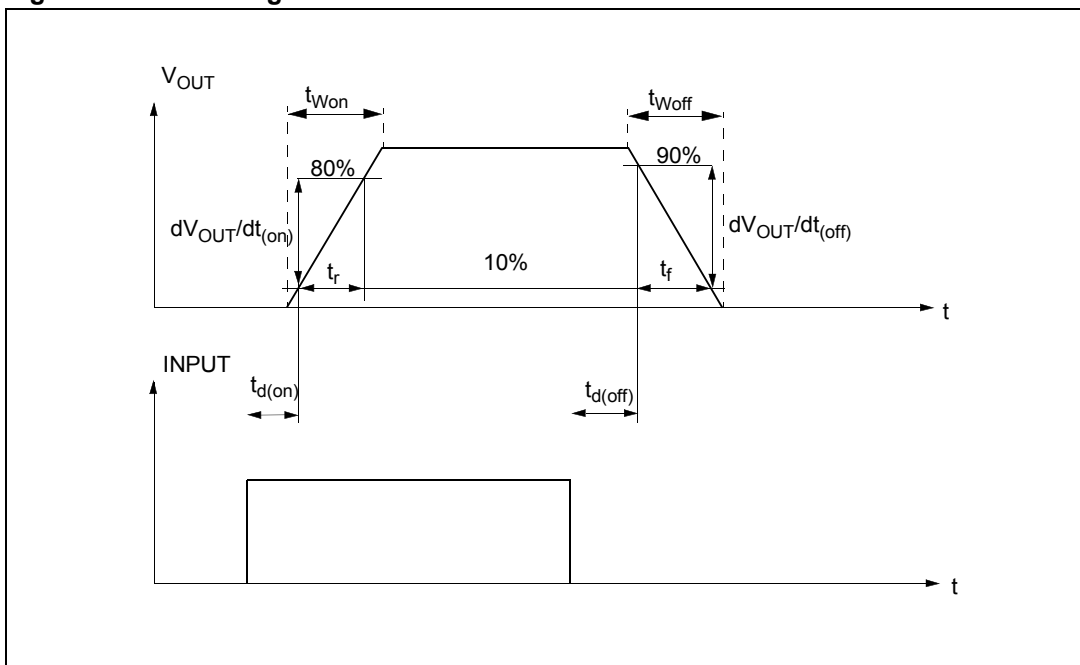 V_OUT
t_Won
t_Woff
80%
90%
dV_OUT/dt_(on)
dV_OUT/dt_(off)
10%
t_r
t_f
t
INPUT
t_d(on)
t_d(off)
t